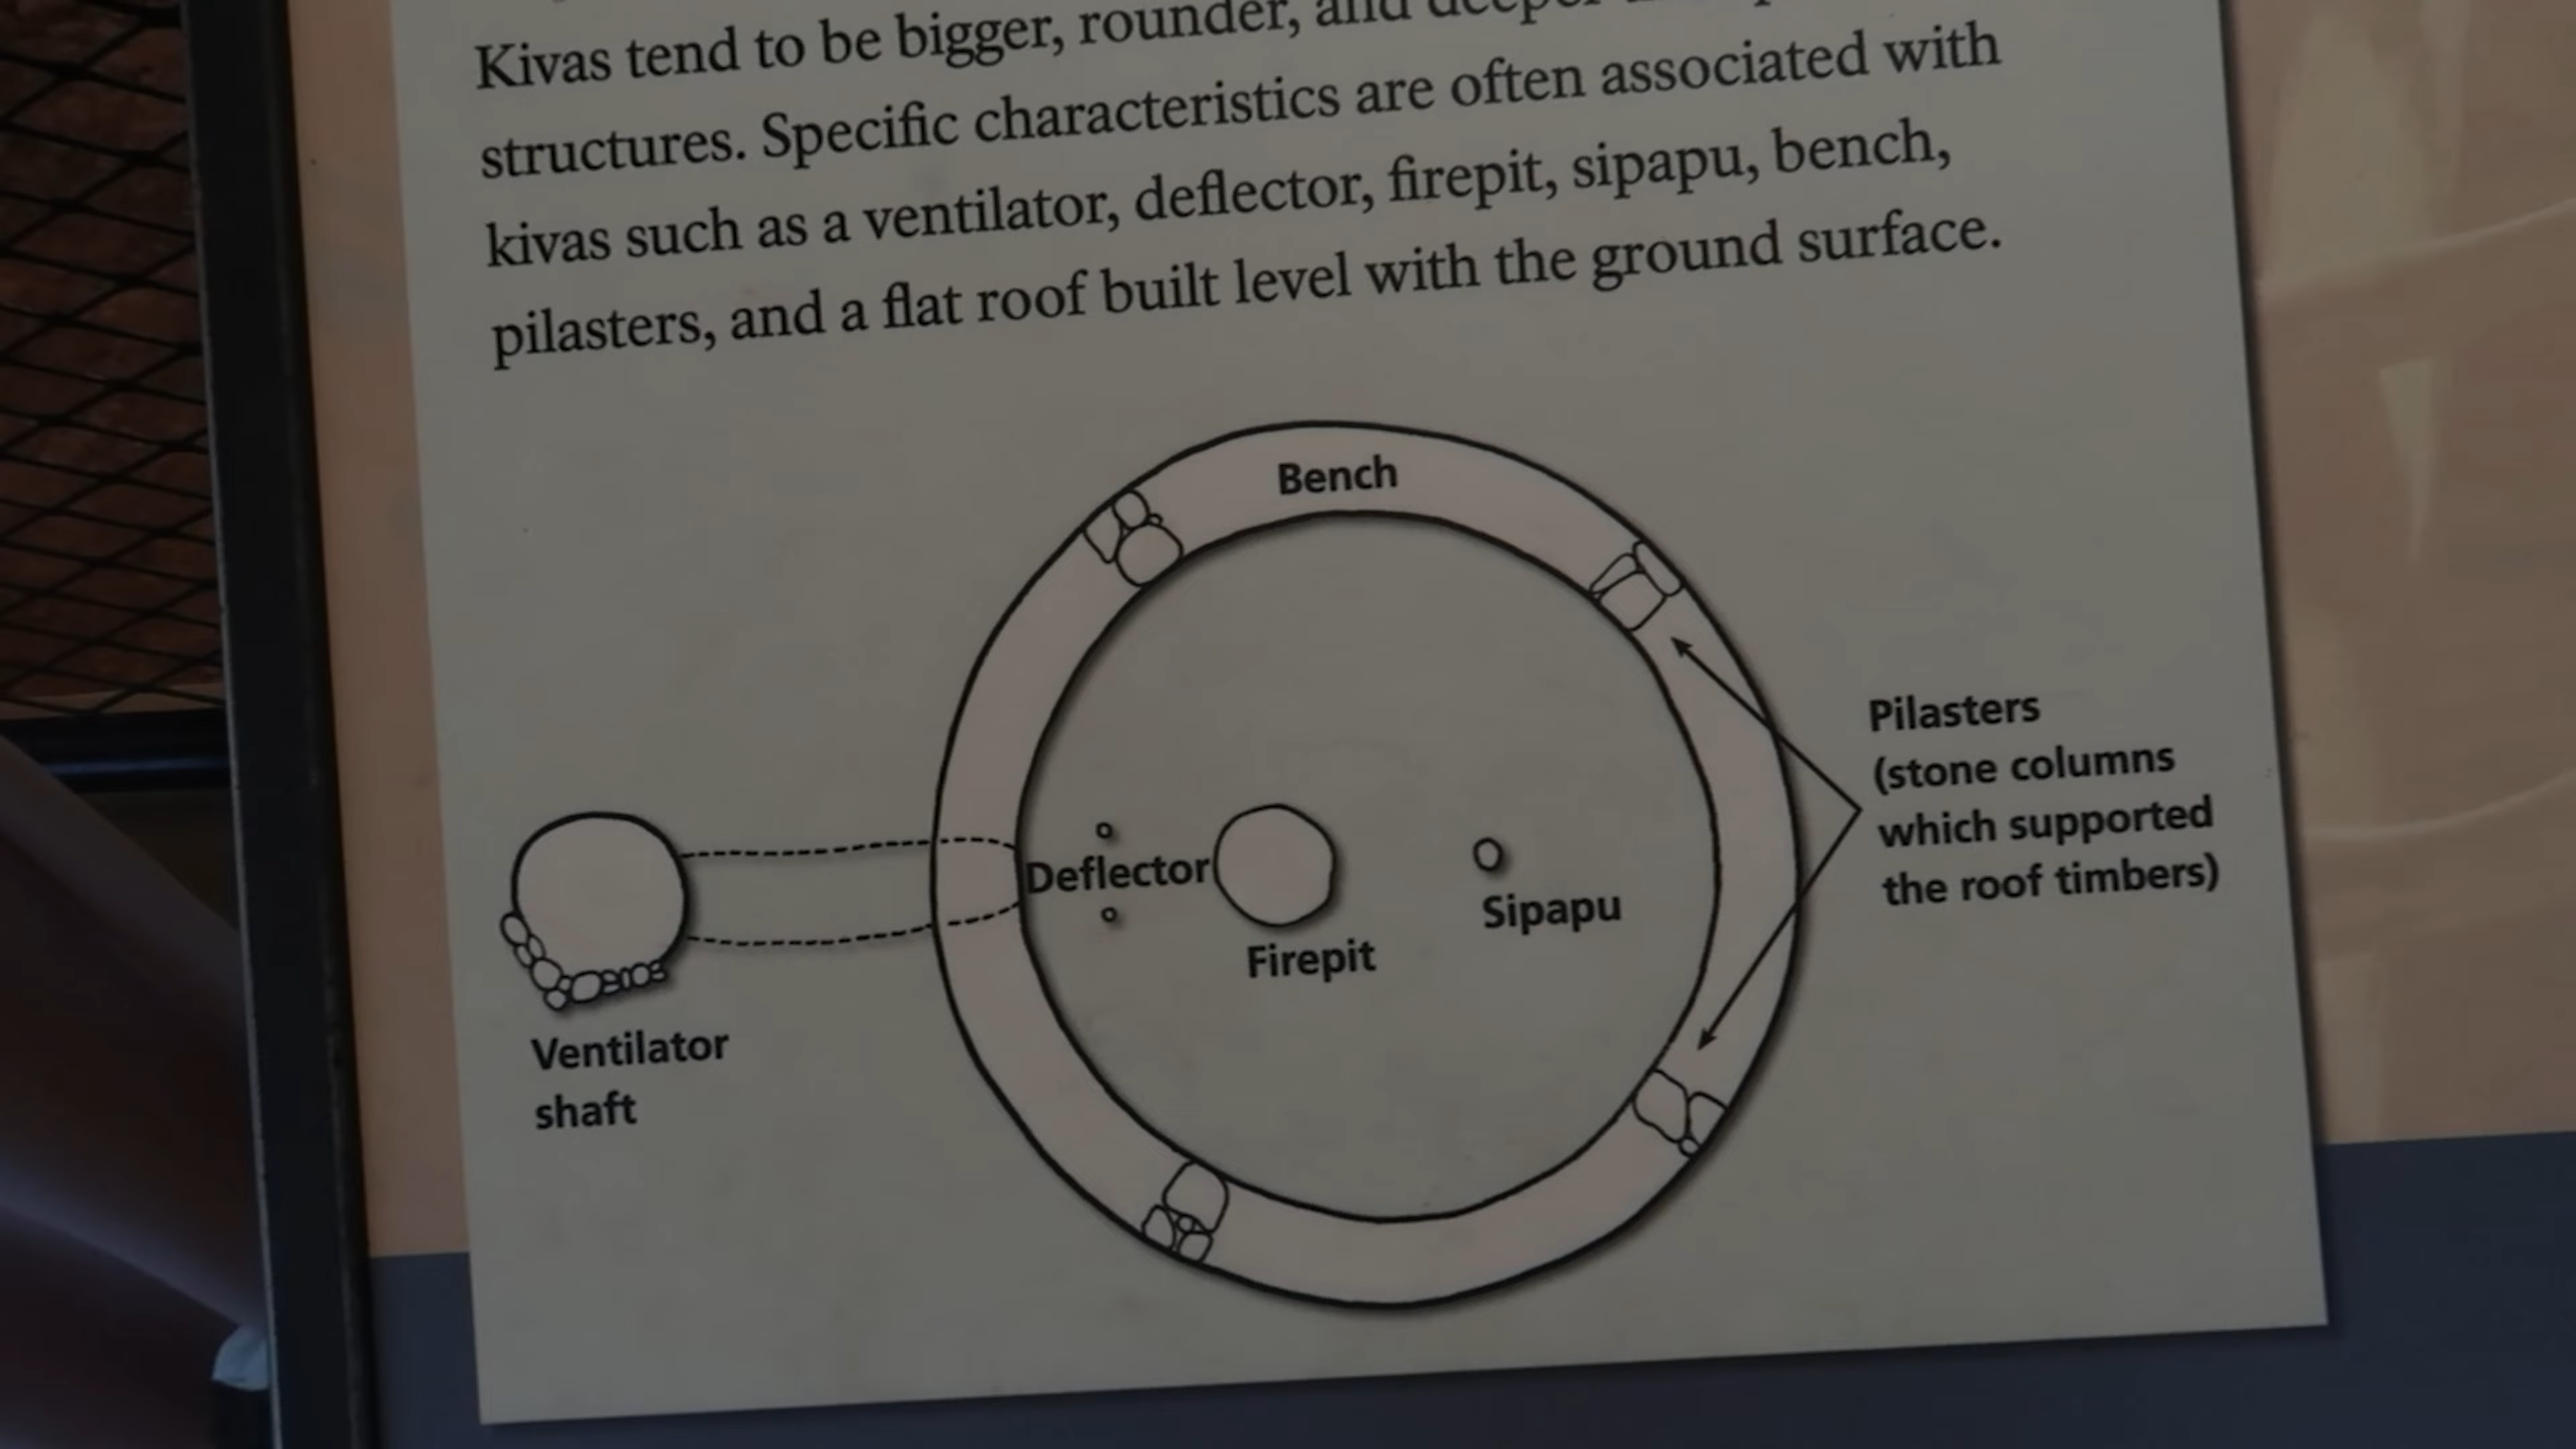 Kivas tend to be bigger, rounder, and deeper
structures. Specific characteristics are often associated with
kivas such as a ventilator, deflector, firepit, sipapu, bench,
pilasters, and a flat roof built level with the ground surface.
Bench
Pilasters
(stone columns
which supported
the roof timbers)
Deflector
Sipapu
Firepit
Ventilator
shaft